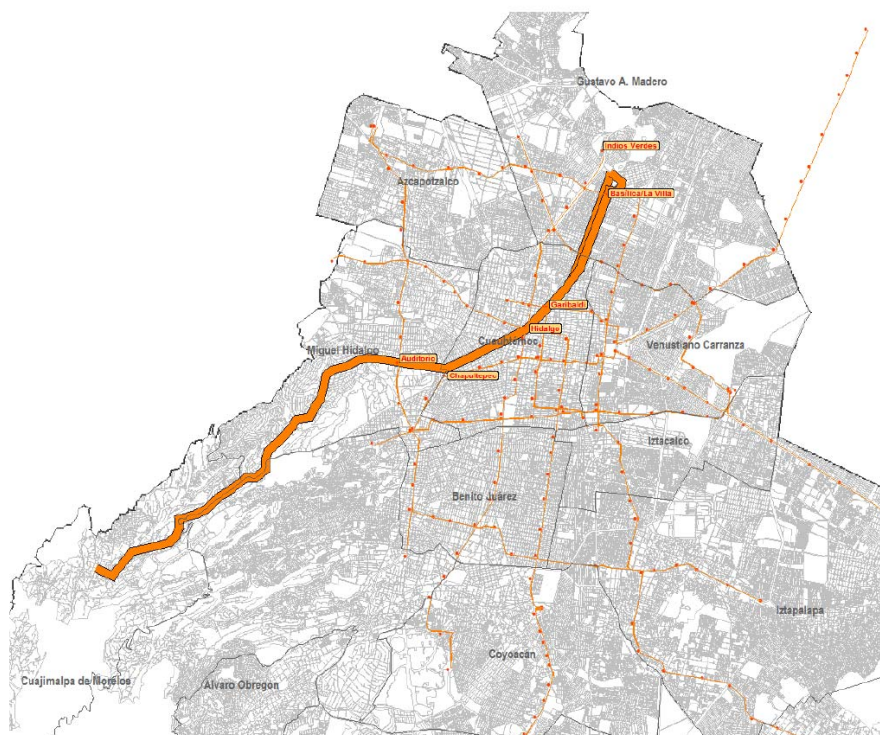 Gustavo A. Madero
Indios Verdes
Azcapotzalco
Basílica/La Villa
Garibaldi
Hidalgo
Cuauhtémoc
Venustiano Carranza
Miguel Hidalgo
Auditorio
Chapultepec
Iztacalco
Benito Juárez
Iztapalapa
Coyoacán
Cuajimalpa de Morelos
Alvaro Obregón